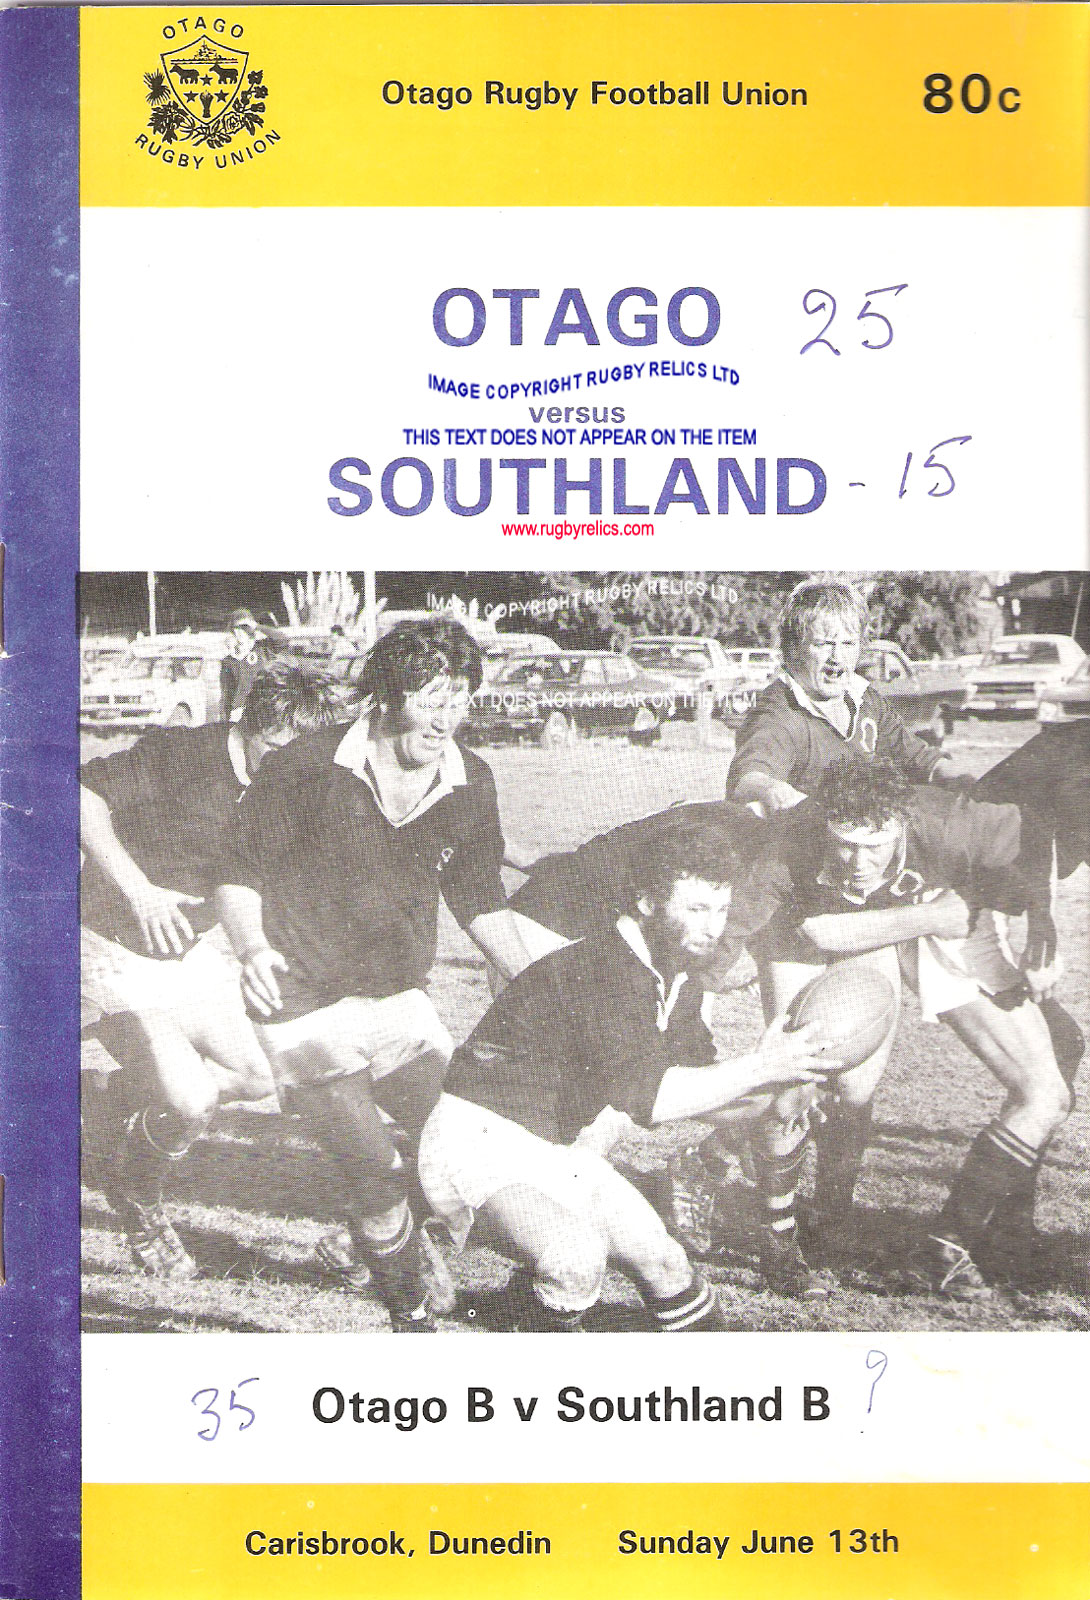 OTAGO
RUGBY UNION
Otago Rugby Football Union
80c
OTAGO 25
IMAGE COPYRIGHT RUGBY RELICS LTD
versus
THIS TEXT DOES NOT APPEAR ON THE ITEM
SOUTHLAND - 15
www.rugbyrelics.com
IMAGE COPYRIGHT RUGBY RELICS LTD
THIS TEXT DOES NOT APPEAR ON THE ITEM
35 Otago B v Southland B 9
Carisbrook, Dunedin Sunday June 13th